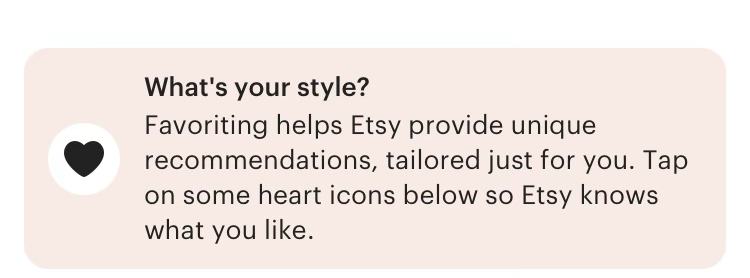 What's your style?
Favoriting helps Etsy provide unique
recommendations, tailored just for you. Tap
on some heart icons below so Etsy knows
what you like.